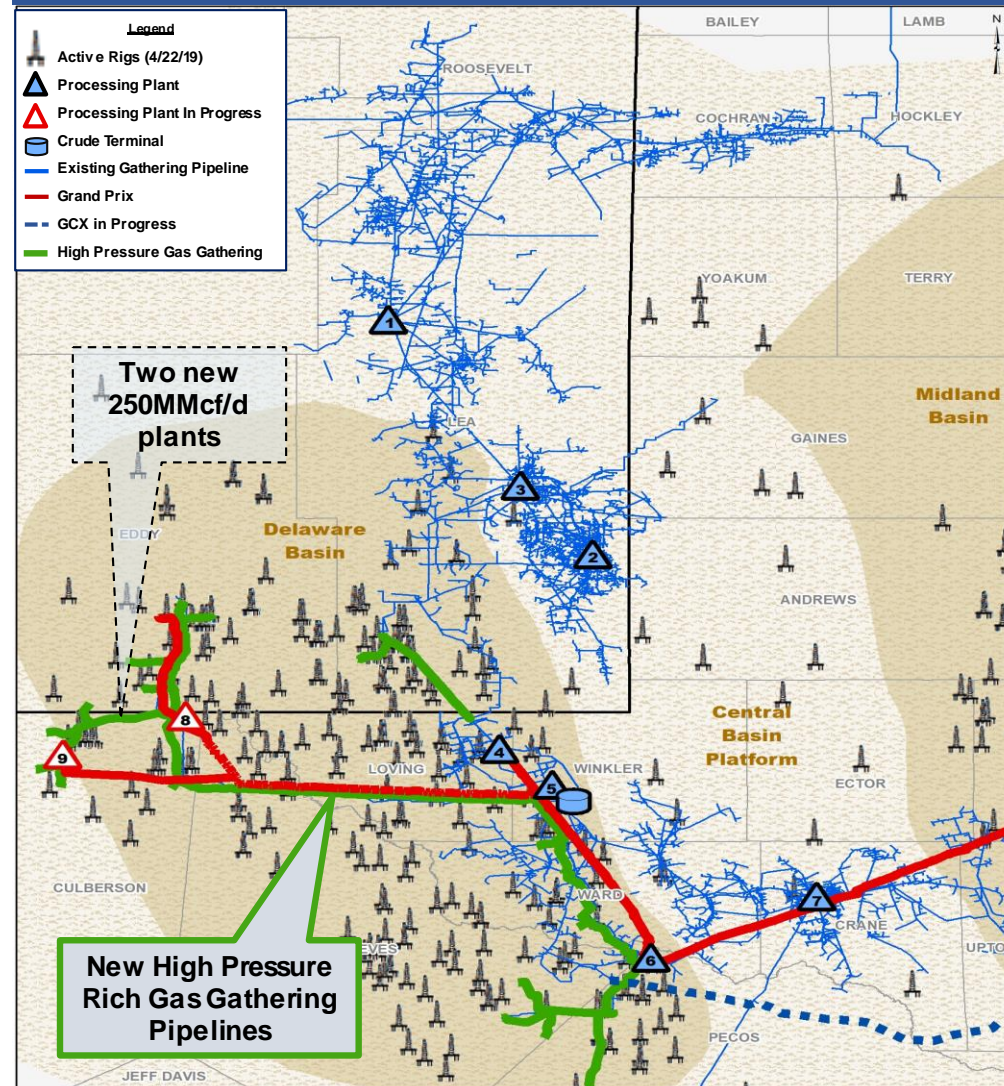 Legend
Active Rigs (4/22/19)
Processing Plant
Processing Plant In Progress
Crude Terminal
Existing Gathering Pipeline
Grand Prix
GCX in Progress
High Pressure Gas Gathering
BAILEY
LAMB
N
ROOSEVELT
COCHRAN
HOCKLEY
YOAKUM
TERRY
1
Two new
250MMcf/d
plants
LEA
Midland
Basin
GAINES
3
EDDY
Delaware
Basin
2
ANDREWS
8
Central
Basin
Platform
9
4
LOVING
WINKLER
5
ECTOR
CULBERSON
WARD
7
CRANE
EVES
UPTO
6
New High Pressure
Rich Gas Gathering
Pipelines
PECOS
JEFF DAVIS